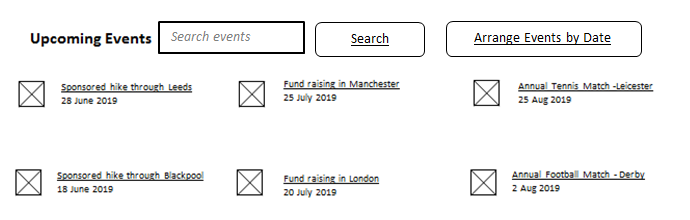 Upcoming Events Search events Search Arrange Events by Date
Sponsored hike through Leeds
28 June 2019
Fund raising in Manchester
25 July 2019
Annual Tennis Match -Leicester
25 Aug 2019
Sponsored hike through Blackpool
18 June 2019
Fund raising in London
20 July 2019
Annual Football Match - Derby
2 Aug 2019